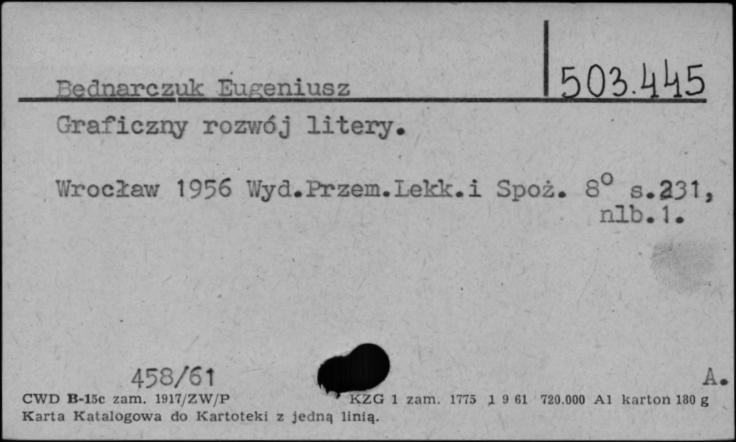 Bednarczuk Eugeniusz 503.445
Graficzny rozwój litery.
Wrocław 1956 Wyd.Przem.Lekk.i Spoż. 8° s.231,
nlb.1.
458/61 A.
CWD B-15c zam. 1917/ZW/P KZG 1 zam. 1775 1 9 61 720.000 A1 karton 180 g
Karta Katalogowa do Kartoteki z jedną linią.